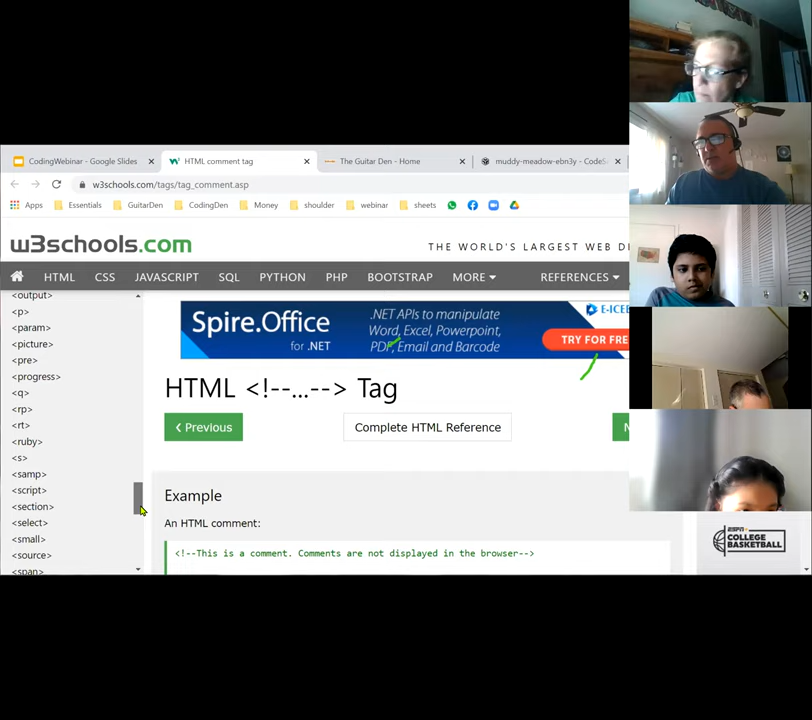 CodingWebinar - Google Slides
HTML comment tag
The Guitar Den - Home
muddy-meadow-ebn3y - CodeS
w3schools.com/tags/tag_comment.asp
Apps Essentials GuitarDen CodingDen Money shoulder webinar sheets
w3schools.com
THE WORLD'S LARGEST WEB D
HTML CSS JAVASCRIPT SQL PYTHON PHP BOOTSTRAP MORE REFERENCES
<output>
<p>
<param>
<picture>
<pre>
<progress>
<q>
<rp>
<rt>
<ruby>
<s>
<samp>
<script>
<section>
<select>
<small>
<source>
<span>
Spire.Office
for .NET
.NET APIs to manipulate
Word, Excel, Powerpoint,
PDF, Email and Barcode
E-ICEB
TRY FOR FRE
HTML <!--...--> Tag
Previous
Complete HTML Reference
Example
An HTML comment:
<!--This is a comment. Comments are not displayed in the browser-->
ESPN+
COLLEGE
BASKETBALL